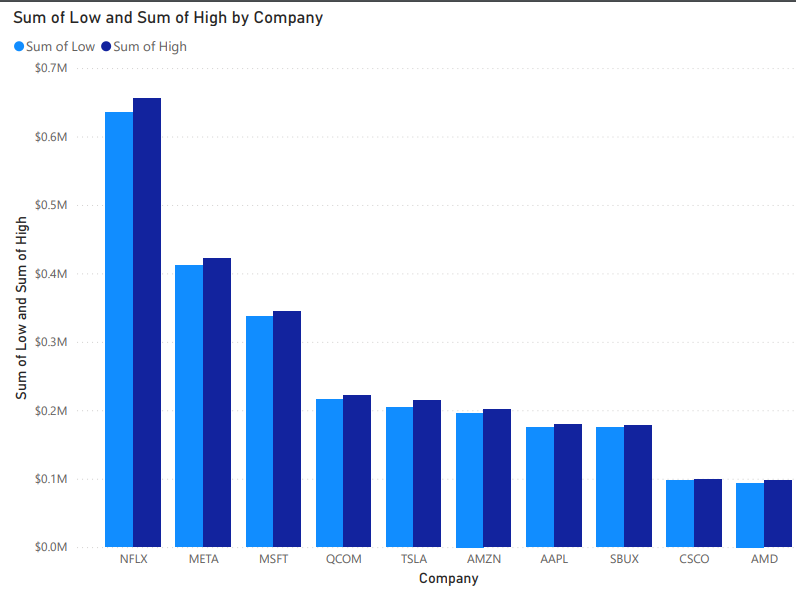 Sum of Low and Sum of High by Company
Sum of Low Sum of High
$0.7M
$0.6M
$0.5M
$0.4M
$0.3M
$0.2M
$0.1M
$0.0M
Sum of Low and Sum of High
NFLX META MSFT QCOM TSLA AMZN AAPL SBUX CSCO AMD
Company